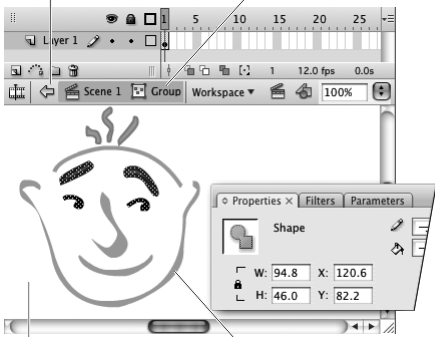 1 5 10 15 20 25
Layer 1
1 12.0 fps 0.0s
Scene 1 Group Workspace 100%
Properties × Filters Parameters
Shape
W: 94.8 X: 120.6
H: 46.0 Y: 82.2